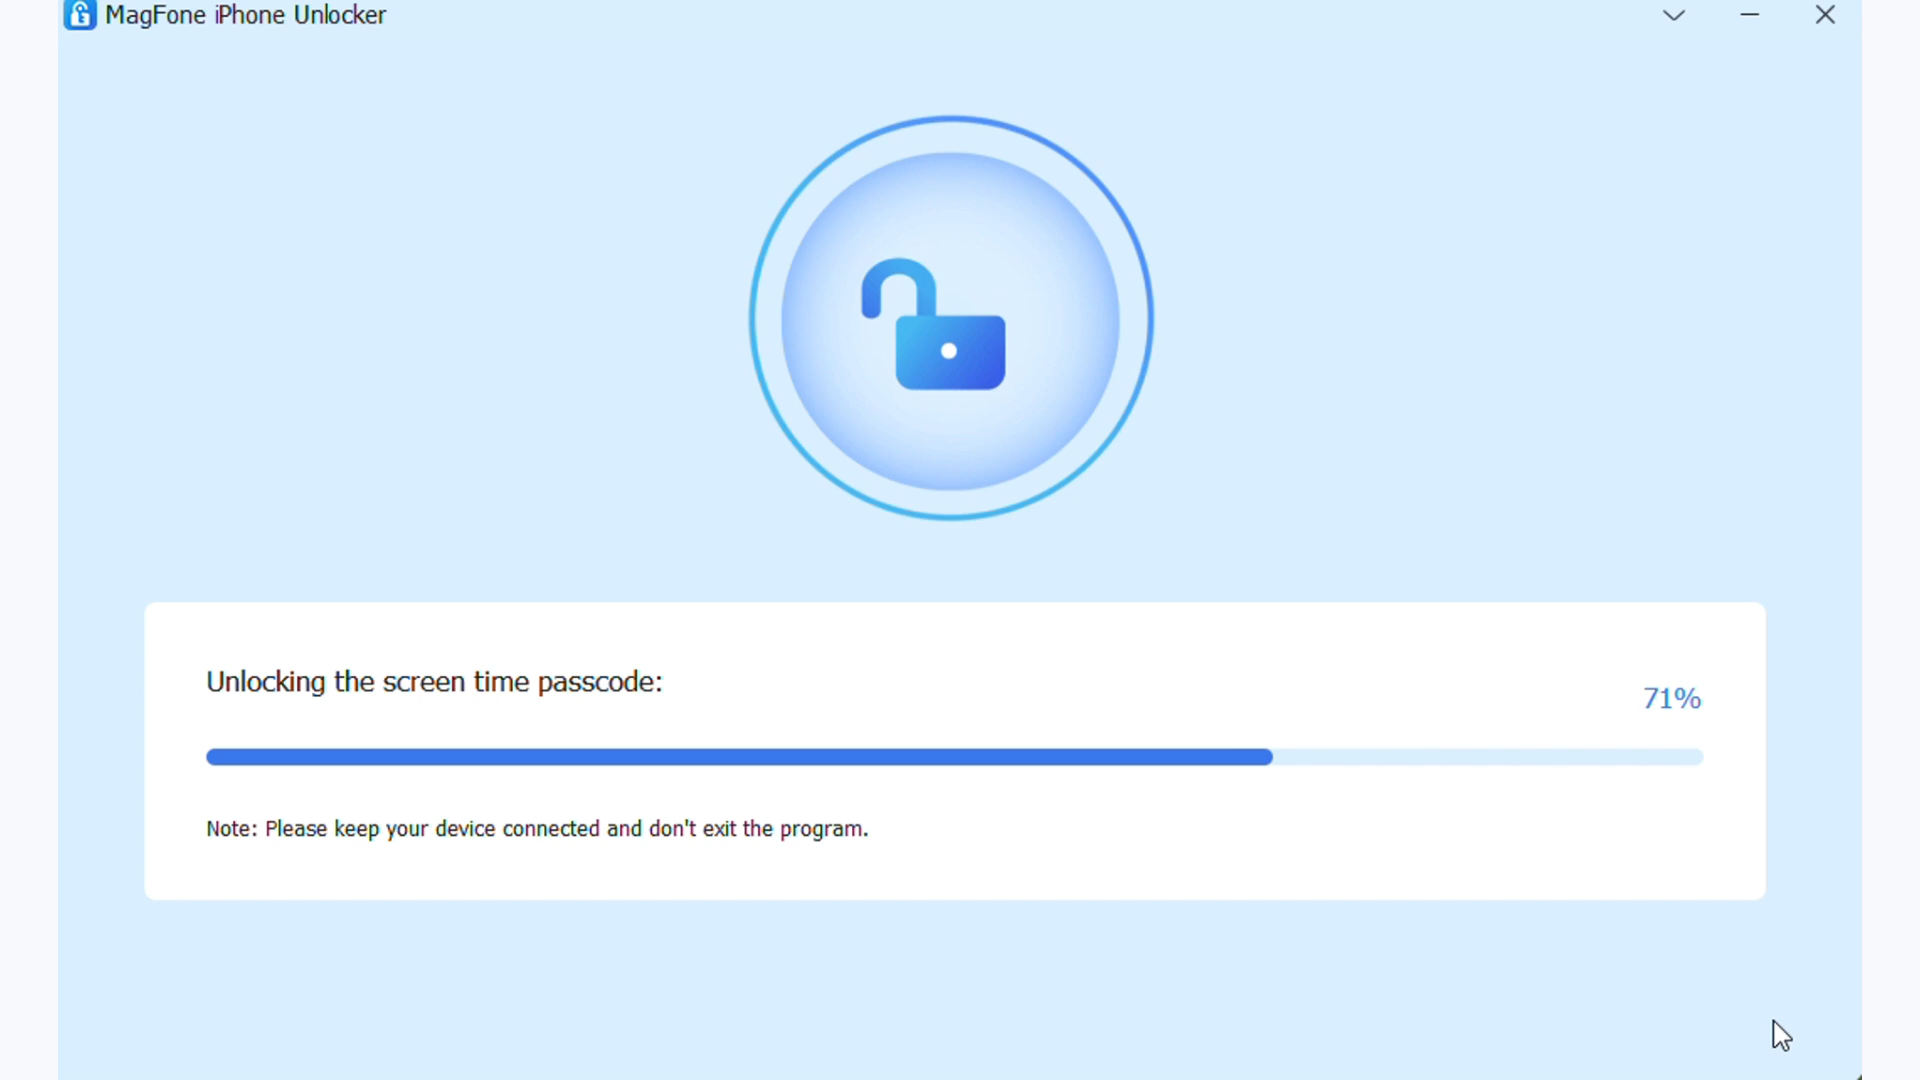 MagFone iPhone Unlocker
Unlocking the screen time passcode:
71%
Note: Please keep your device connected and don't exit the program.